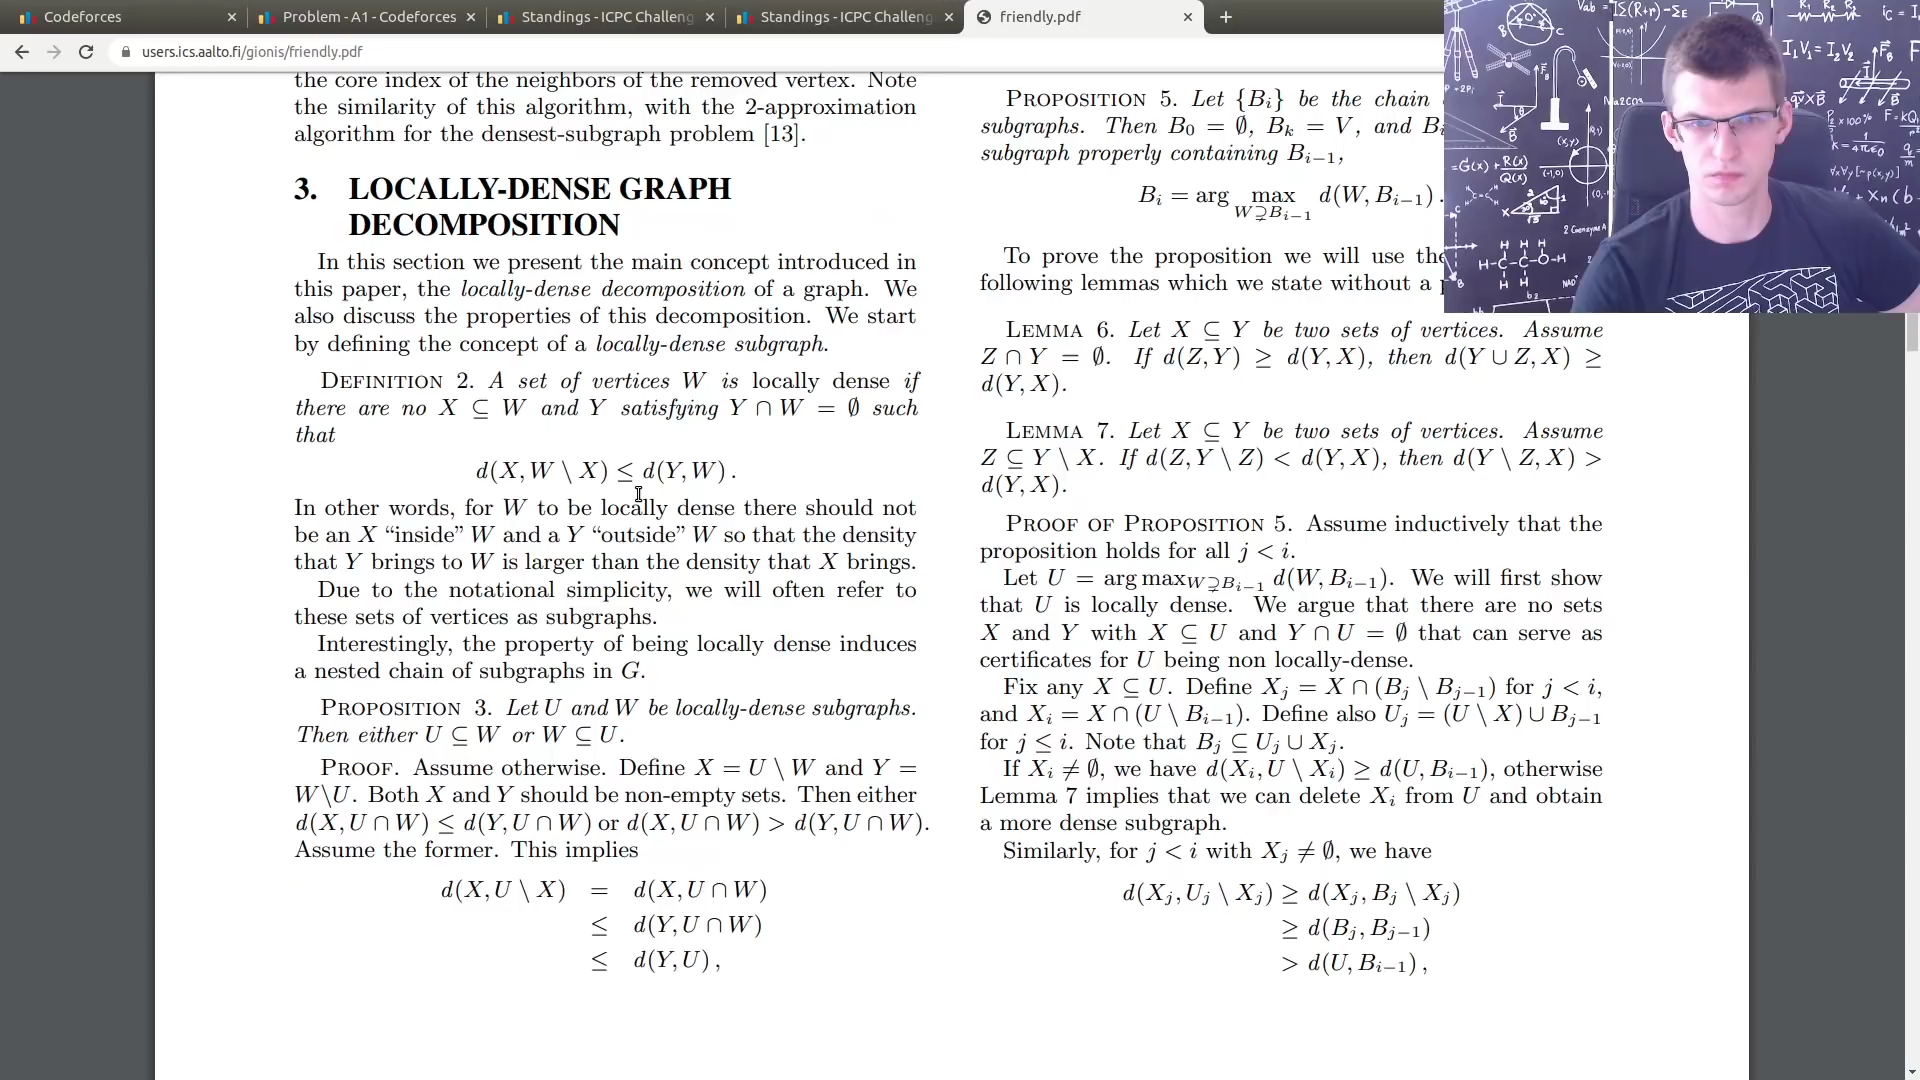 Codeforces
Problem - A1 - Codeforces
Standings - ICPC Challeng
Standings - ICPC Challeng
friendly.pdf
users.ics.aalto.fi/gionis/friendly.pdf
the core index of the neighbors of the removed vertex. Note
the similarity of this algorithm, with the 2-approximation
algorithm for the densest-subgraph problem [13].
3. LOCALLY-DENSE GRAPH
DECOMPOSITION
In this section we present the main concept introduced in
this paper, the locally-dense decomposition of a graph. We
also discuss the properties of this decomposition. We start
by defining the concept of a locally-dense subgraph.
Definition 2. A set of vertices W is locally dense if
there are no X ⊆ W and Y satisfying Y ∩ W = ∅ such
that
d(X, W \ X) ≤ d(Y, W) .
In other words, for W to be locally dense there should not
be an X “inside” W and a Y “outside” W so that the density
that Y brings to W is larger than the density that X brings.
Due to the notational simplicity, we will often refer to
these sets of vertices as subgraphs.
Interestingly, the property of being locally dense induces
a nested chain of subgraphs in G.
Proposition 3. Let U and W be locally-dense subgraphs.
Then either U ⊆ W or W ⊆ U.
Proof. Assume otherwise. Define X = U \ W and Y =
W\U. Both X and Y should be non-empty sets. Then either
d(X, U ∩ W) ≤ d(Y, U ∩ W) or d(X, U ∩ W) > d(Y, U ∩ W).
Assume the former. This implies
d(X, U \ X) = d(X, U ∩ W)
≤ d(Y, U ∩ W)
≤ d(Y, U) ,
Proposition 5. Let {Bi} be the chain
subgraphs. Then B0 = ∅, Bk = V, and
subgraph properly containing Bi−1,
Bi = arg max d(W, Bi−1) .
W⊋Bi−1
To prove the proposition we will use the
following lemmas which we state without a
Lemma 6. Let X ⊆ Y be two sets of vertices. Assume
Z ∩ Y = ∅. If d(Z, Y) ≥ d(Y, X), then d(Y ∪ Z, X) ≥
d(Y, X).
Lemma 7. Let X ⊆ Y be two sets of vertices. Assume
Z ⊆ Y \ X. If d(Z, Y \ Z) < d(Y, X), then d(Y \ Z, X) >
d(Y, X).
Proof of Proposition 5. Assume inductively that the
proposition holds for all j < i.
Let U = arg maxW⊋Bi−1 d(W, Bi−1). We will first show
that U is locally dense. We argue that there are no sets
X and Y with X ⊆ U and Y ∩ U = ∅ that can serve as
certificates for U being non locally-dense.
Fix any X ⊆ U. Define Xj = X ∩ (Bj \ Bj−1) for j < i,
and Xi = X ∩ (U \ Bi−1). Define also Uj = (U \ X) ∪ Bj−1
for j ≤ i. Note that Bj ⊆ Uj ∪ Xj.
If Xi ≠ ∅, we have d(Xi, U \ Xi) ≥ d(U, Bi−1), otherwise
Lemma 7 implies that we can delete Xi from U and obtain
a more dense subgraph.
Similarly, for j < i with Xj ≠ ∅, we have
d(Xj, Uj \ Xj) ≥ d(Xj, Bj \ Xj)
≥ d(Bj, Bj−1)
> d(U, Bi−1) ,